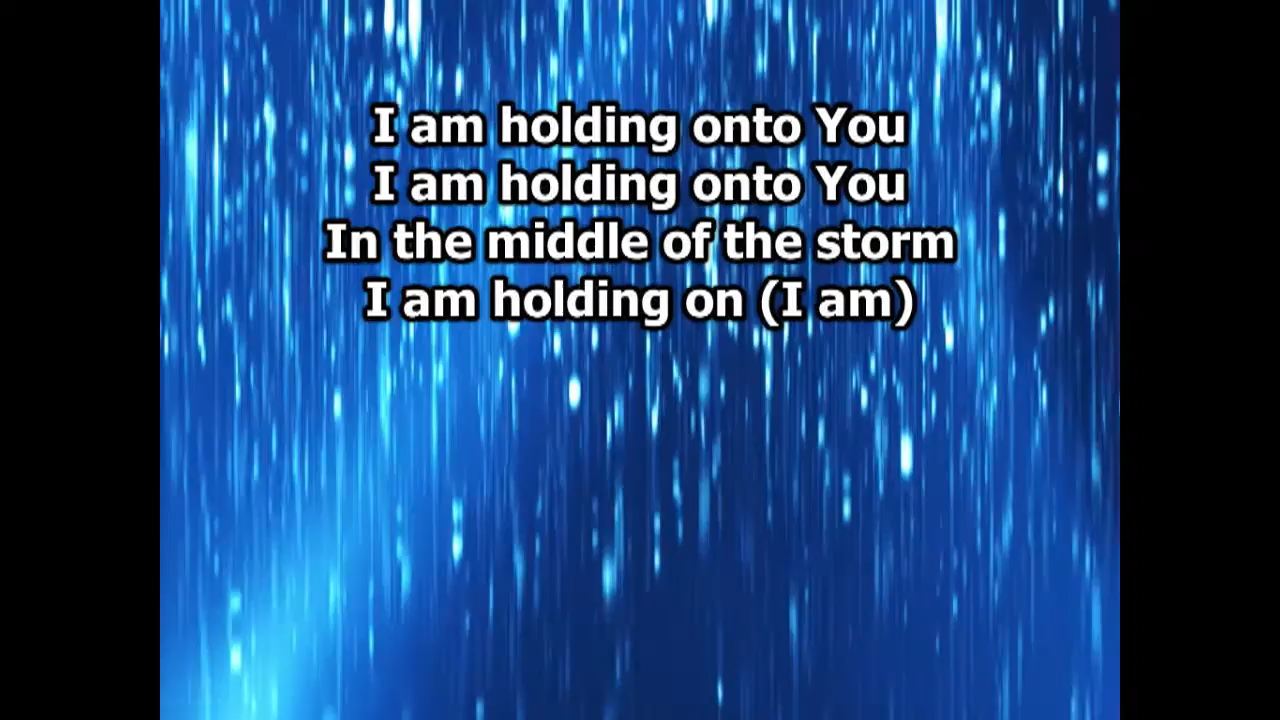 I am holding onto You
I am holding onto You
In the middle of the storm
I am holding on (I am)